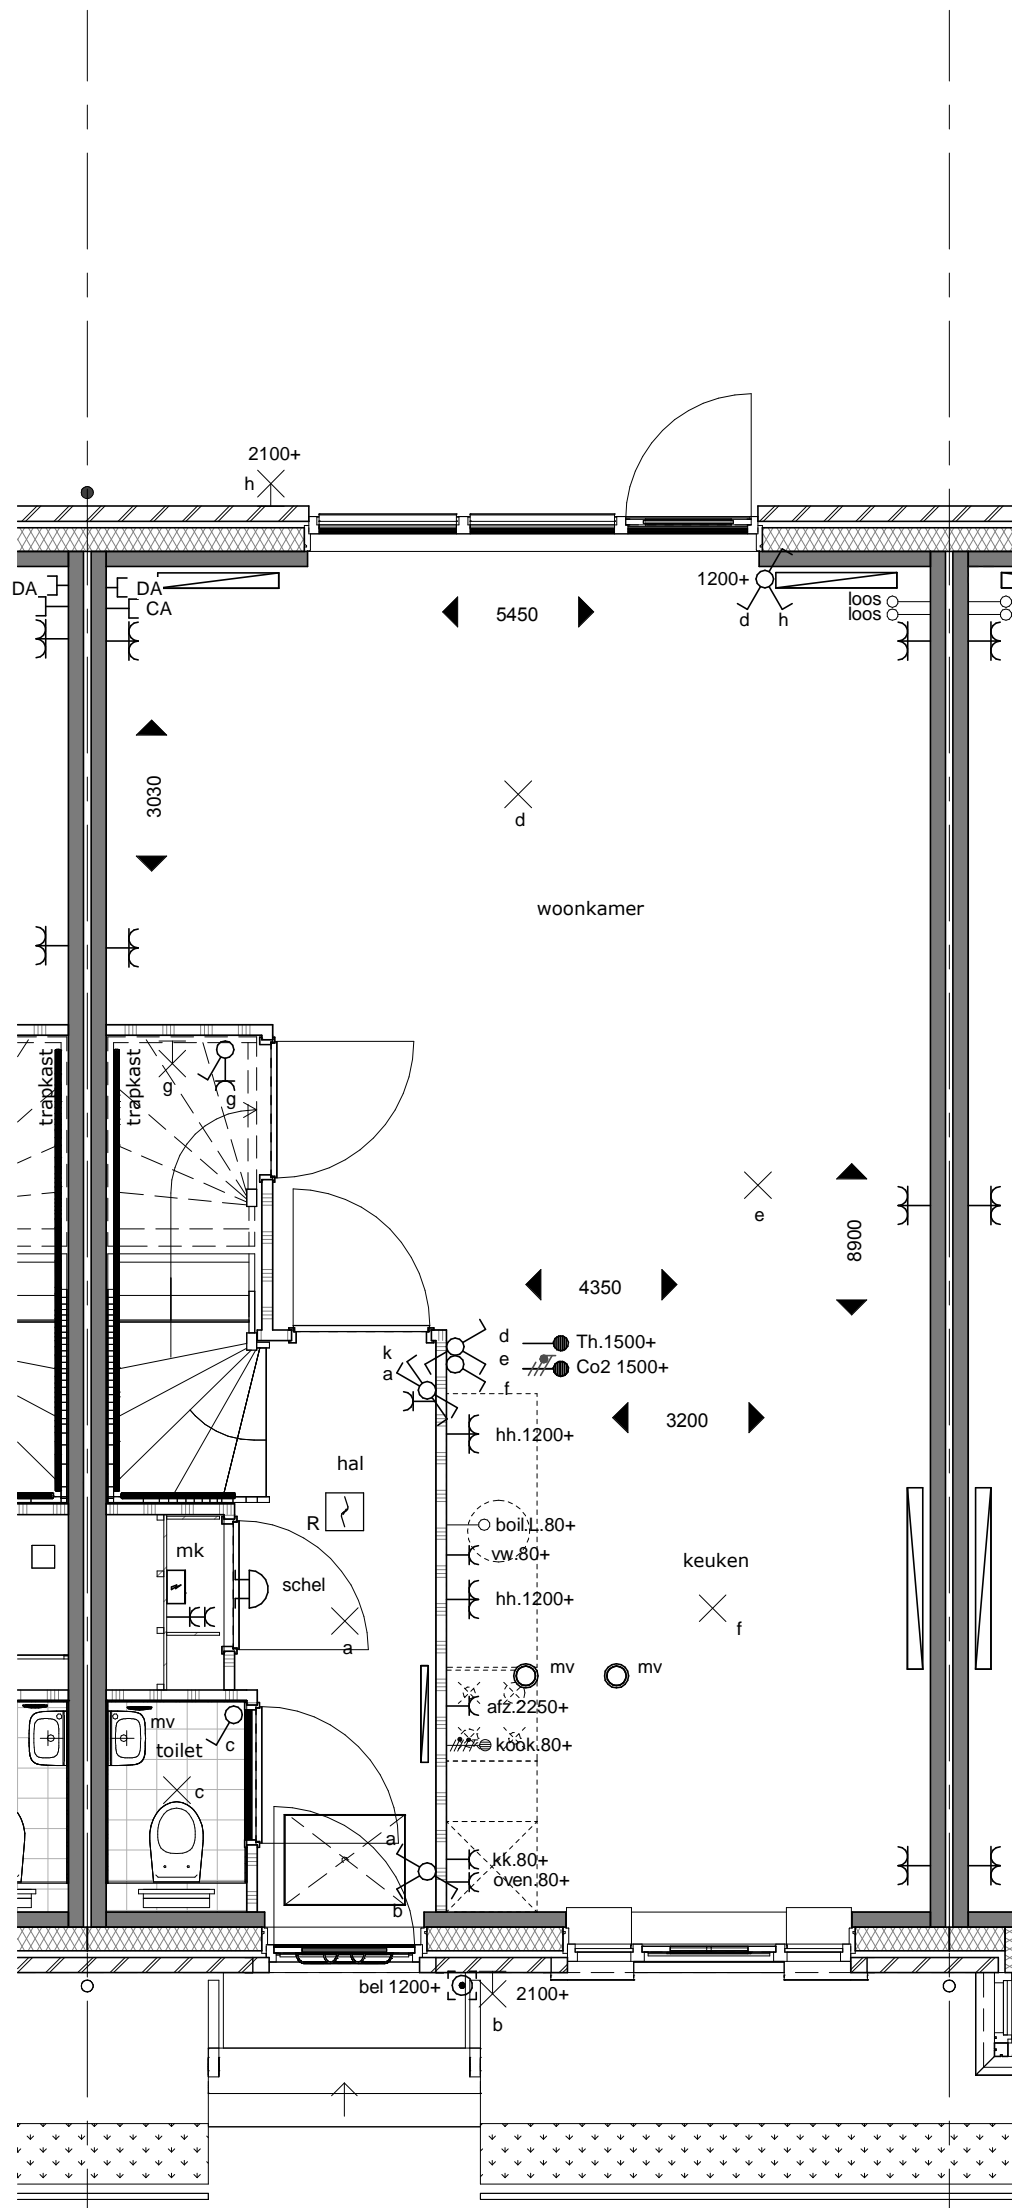 2100+
h
DA
DA
CA
1200+
d
h
loos
loos
5450
3030
d
woonkamer
trapkast
trapkast
g
g
e
8900
4350
d
e
f
Th.1500+
Co2 1500+
k
a
3200
hh.1200+
hal
R
boil.L.80+
vw.80+
mk
schel
hh.1200+
keuken
f
a
mv
mv
afz.2250+
kook.80+
mv
toilet
c
c
a
kk.80+
oven.80+
b
bel 1200+
2100+
b